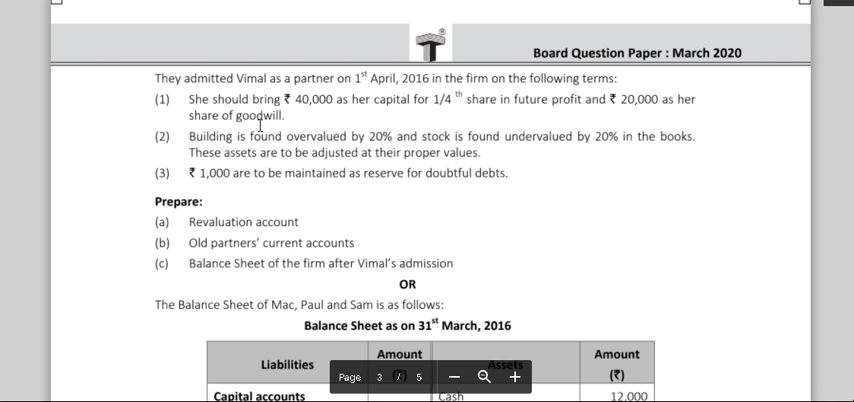 Board Question Paper : March 2020
They admitted Vimal as a partner on 1st April, 2016 in the firm on the following terms:
(1) She should bring ₹ 40,000 as her capital for 1/4 th share in future profit and ₹ 20,000 as her
share of goodwill.
(2) Building is found overvalued by 20% and stock is found undervalued by 20% in the books.
These assets are to be adjusted at their proper values.
(3) ₹ 1,000 are to be maintained as reserve for doubtful debts.
Prepare:
(a) Revaluation account
(b) Old partners’ current accounts
(c) Balance Sheet of the firm after Vimal’s admission
OR
The Balance Sheet of Mac, Paul and Sam is as follows:
Balance Sheet as on 31st March, 2016
Liabilities Amount (₹) Assets Amount (₹)
Page 3 / 5
Capital accounts Cash 12,000